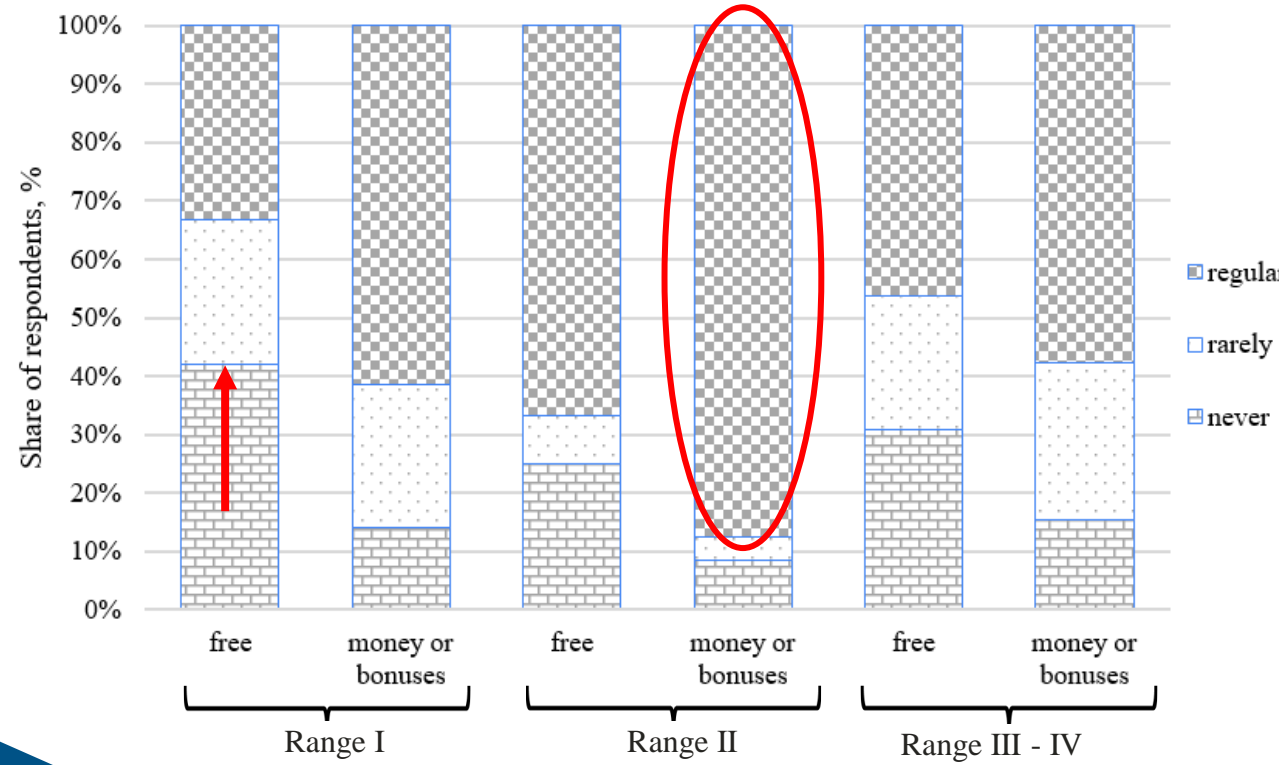 Share of respondents, %
100%
90%
80%
70%
60%
50%
40%
30%
20%
10%
0%
regular
rarely
never
free
money or
bonuses
free
money or
bonuses
free
money or
bonuses
Range I
Range II
Range III - IV